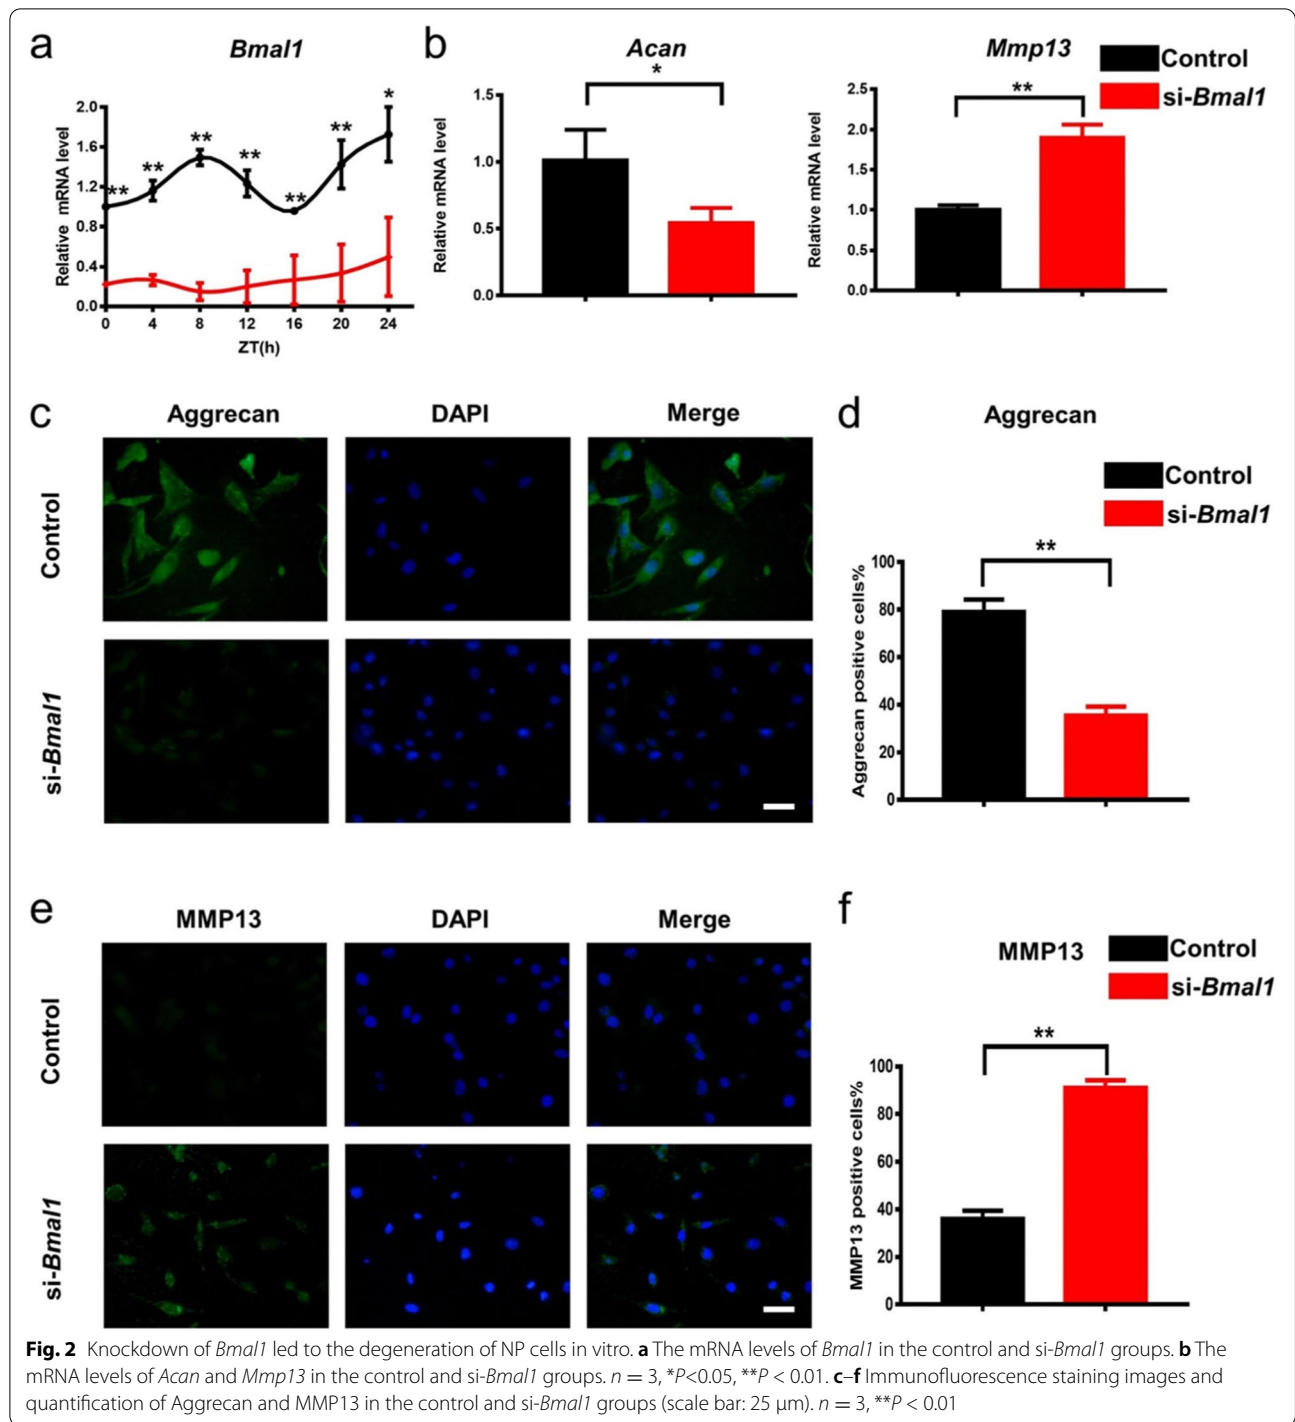 a
Bmal1
Relative mRNA level
2.0
1.6
1.2
0.8
0.4
0.0
**
**
**
**
**
**
*
0 4 8 12 16 20 24
ZT(h)
b
Acan
*
Relative mRNA level
1.5
1.0
0.5
0.0
Mmp13
**
Relative mRNA level
2.5
2.0
1.5
1.0
0.5
0.0
Control
si-Bmal1
c
Aggrecan DAPI Merge
Control
si-Bmal1
d
Aggrecan
Control
si-Bmal1
**
Aggrecan positive cells%
100
80
60
40
20
0
e
MMP13 DAPI Merge
Control
si-Bmal1
f
MMP13
Control
si-Bmal1
**
MMP13 positive cells%
100
80
60
40
20
0
Fig. 2 Knockdown of Bmal1 led to the degeneration of NP cells in vitro. a The mRNA levels of Bmal1 in the control and si-Bmal1 groups. b The
mRNA levels of Acan and Mmp13 in the control and si-Bmal1 groups. n = 3, *P<0.05, **P < 0.01. c–f Immunofluorescence staining images and
quantification of Aggrecan and MMP13 in the control and si-Bmal1 groups (scale bar: 25 μm). n = 3, **P < 0.01